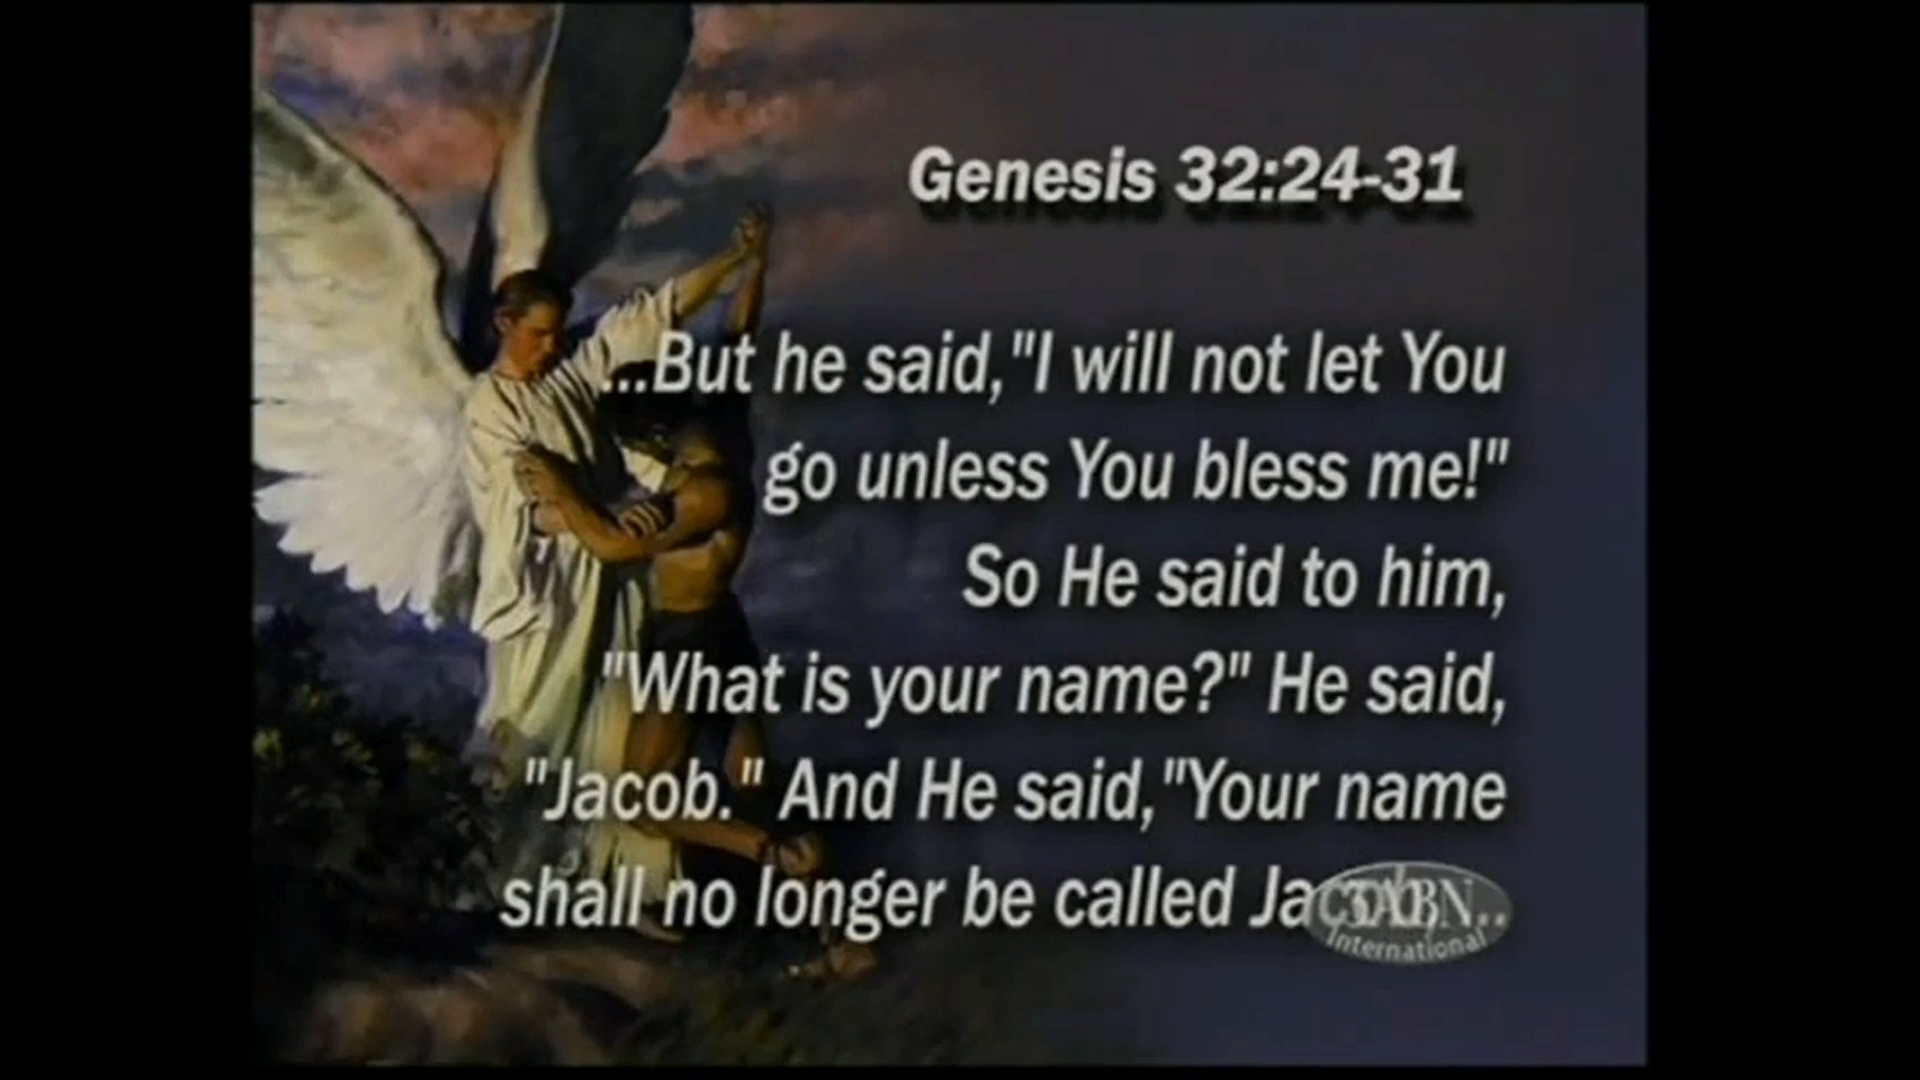 Genesis 32:24-31
...But he said,"I will not let You
go unless You bless me!"
So He said to him,
"What is your name?" He said,
"Jacob." And He said,"Your name
shall no longer be called Jacob,...
3ABN
International